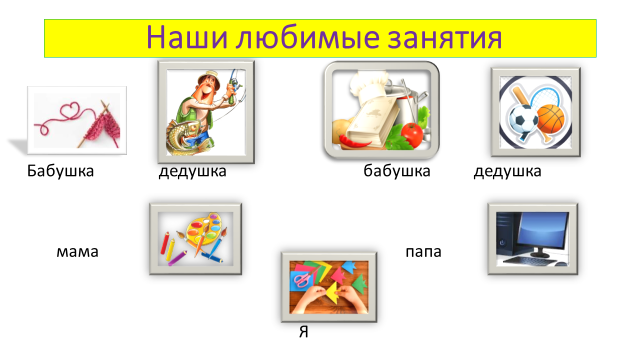 Наши любимые занятия
Бабушка дедушка бабушка дедушка
мама папа
Я